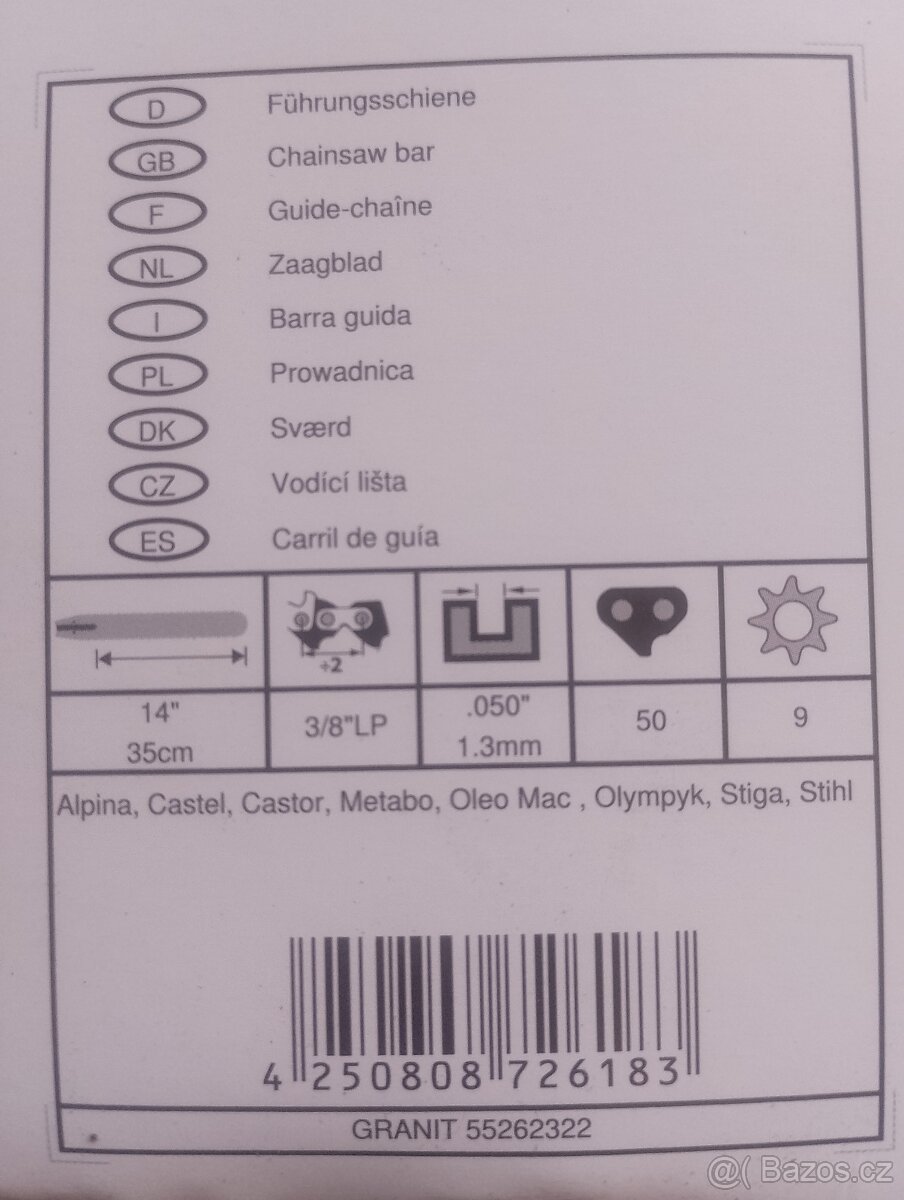 D Führungsschiene
GB Chainsaw bar
F Guide-chaîne
NL Zaagblad
I Barra guida
PL Prowadnica
DK Sværd
CZ Vodící lišta
ES Carril de guía
÷2
14" 3/8"LP .050" 50 9
35cm 1.3mm
Alpina, Castel, Castor, Metabo, Oleo Mac , Olympyk, Stiga, Stihl
4 250808 726183
GRANIT 55262322
@( Bazos.cz